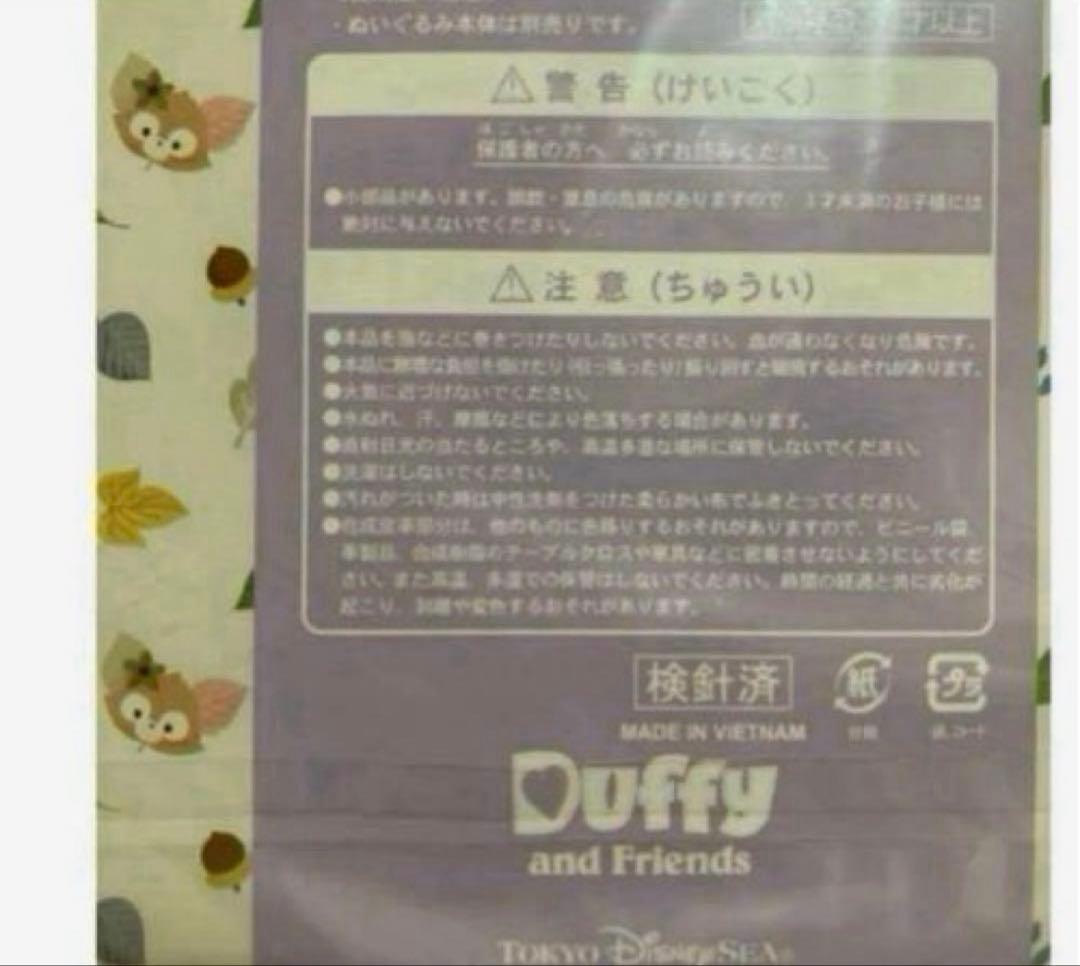 ・ぬいぐるみ本体は別売りです。
才以上
⚠ 警告(けいこく)
保護者の方へ 必ずお読みください。
●小部品があります。誤飲・窒息の危険がありますので、3才未満のお子様には
絶対に与えないでください。
⚠ 注意(ちゅうい)
●本品を指などに巻きつけたりしないでください。血が通わなくなり危険です。
●本品に無理な負担を掛けたり(引っ張ったり)振り回すと破損するおそれがあります。
●火気に近づけないでください。
●水ぬれ、汗、摩擦などにより色落ちする場合があります。
●直射日光の当たるところや、高温多湿な場所に保管しないでください。
●洗濯はしないでください。
●汚れがついた時は中性洗剤をつけた柔らかい布でふきとってください。
●合成皮革部分は、他のものに色移りするおそれがありますので、ビニール袋、
革製品、合成樹脂のテーブルクロスや家具などに密着させないようにしてくだ
さい。また高温、多湿での保管はしないでください。時間の経過と共に劣化が
起こり、剥離や変色するおそれがあります。
検針済 紙 プラ
MADE IN VIETNAM 台紙
Duffy
and Friends
TOKYO DisneySEA®